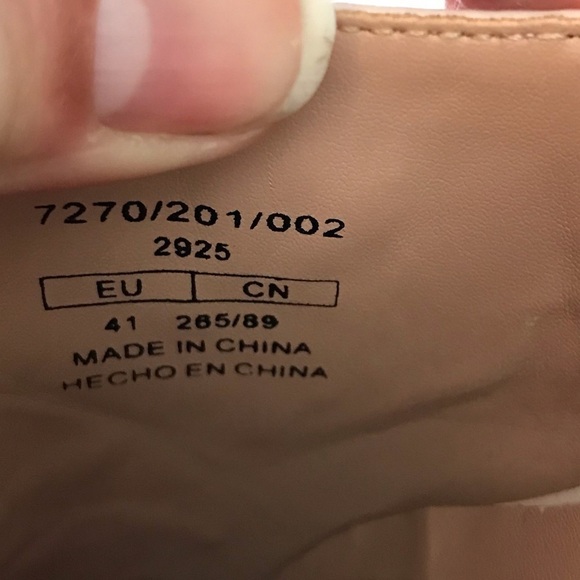 7270/201/002
2925
EU CN
41 265/89
MADE IN CHINA
HECHO EN CHINA